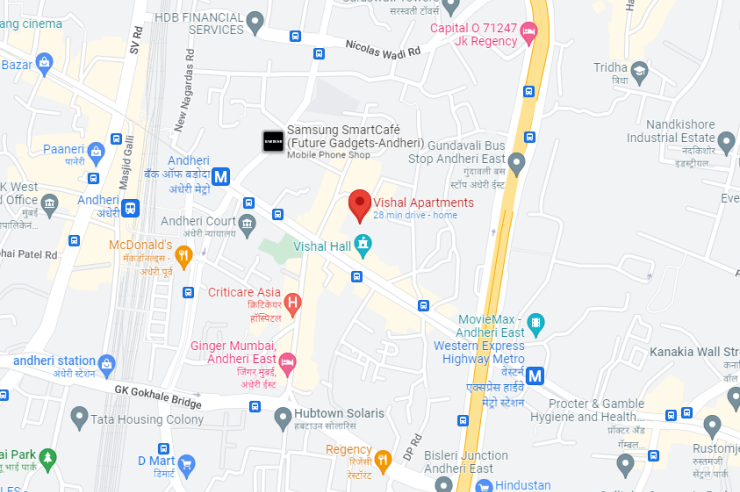 सरस्वती टॉवर्स
HDB FINANCIAL
SERVICES
Capital O 71247
Jk Regency
ang cinema
SV Rd
Nicolas Wadi Rd
Bazar
Tridha
त्रिधा
New Nagardas Rd
Samsung SmartCafé
(Future Gadgets-Andheri)
Mobile Phone Shop
Gundavali Bus
Stop Andheri East
गुंदावली बस
स्टॉप अंधेरी ईस्ट
Nandkishore
Industrial Estate
नंदकिशोर
इंडस्ट्रीयल
Paaneri
पानेरी
Masjid Galli
Andheri
बँक ऑफ बडोदा
अंधेरी मेट्रो
K West
Office
मुंबई
Andheri
अंधेरी
Vishal Apartments
28 min drive - home
Andheri Court
अंधेरी न्यायालय
hai Patel Rd
McDonald's
मॅकडॉनल्ड्स -
अंधेरी पूर्व
Vishal Hall
Criticare Asia
क्रिटिकेयर
हॉस्पिटल
MovieMax -
Andheri East
Western Express
Highway Metro
वेस्टर्न
एक्सप्रेस हाईवे
मेट्रो स्टेशन
Ginger Mumbai,
Andheri East
जिंगर मुंबई,
अंधेरी ईस्ट
Kanakia Wall Stre
andheri station
अंधेरी स्टेशन
GK Gokhale Bridge
Procter & Gamble
Hygiene and Health...
प्रॉक्टर अँड
गॅम्बल...
Tata Housing Colony
Hubtown Solaris
हबटाउन सोलारिस
DP Rd
Regency
रिजेंसी
रेस्टॉरंट
Bisleri Junction
Andheri East
Rustomje
रुस्तमजी
सेंट्रल पार्क
ai Park
भाई पार्क
D Mart
डिमार्ट
Hindustan